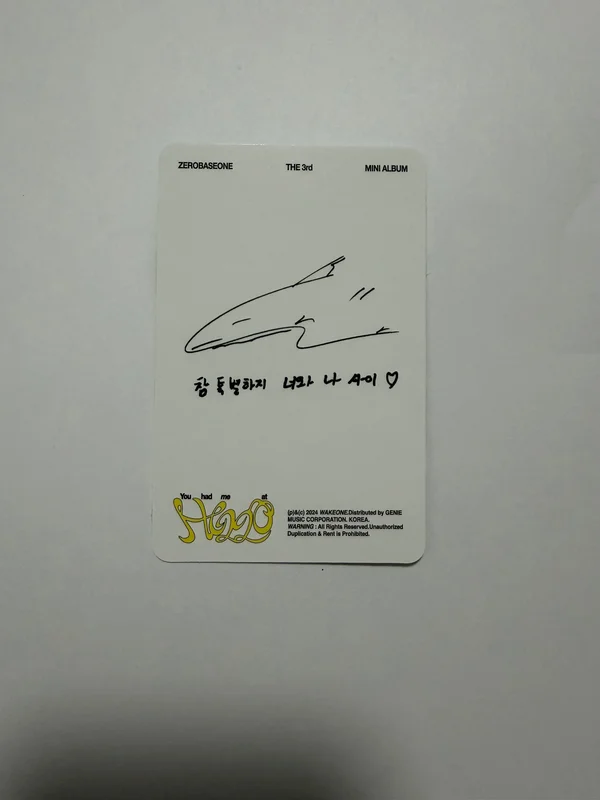 ZEROBASEONE THE 3rd MINI ALBUM
참 특별하지 너와 나 사이 ♡
You had me at
Hello
(p)&(c) 2024 WAKEONE.Distributed by GENIE
MUSIC CORPORATION. KOREA.
WARNING : All Rights Reserved.Unauthorized
Duplication & Rent is Prohibited.